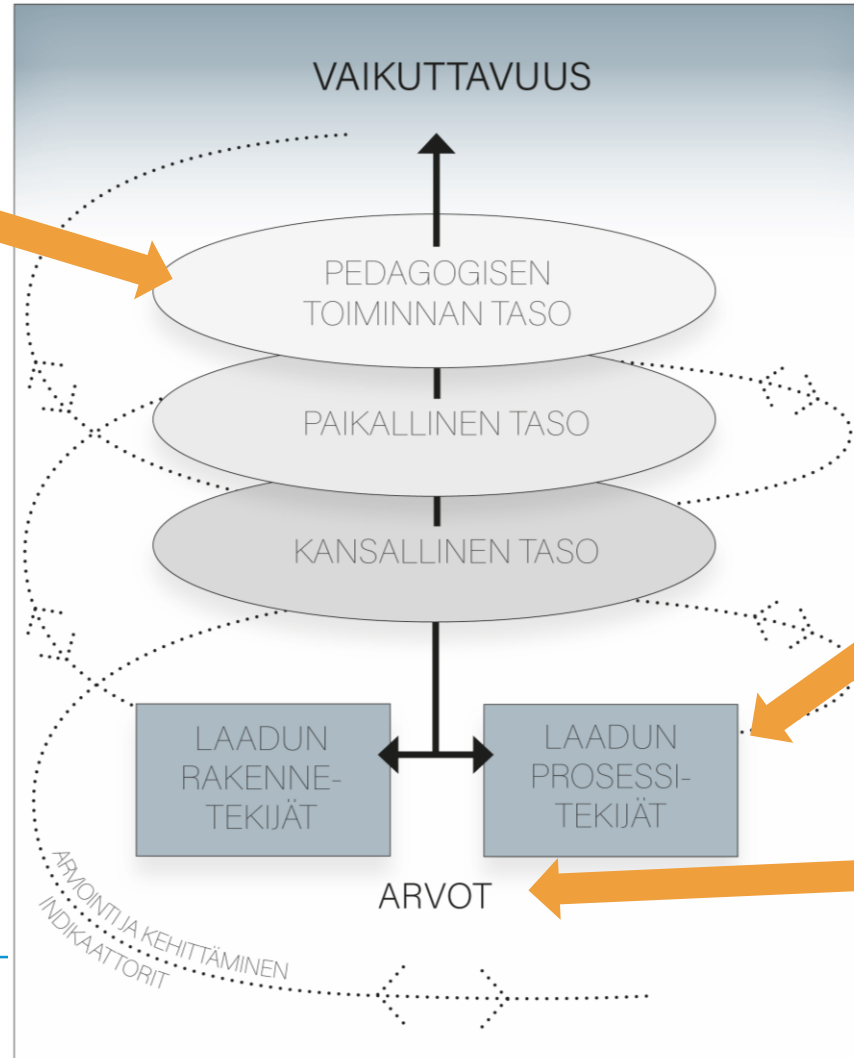 VAIKUTTAVUUS
PEDAGOGISEN
TOIMINNAN TASO
PAIKALLINEN TASO
KANSALLINEN TASO
LAADUN
RAKENNE-
TEKIJÄT
LAADUN
PROSESSI-
TEKIJÄT
ARVOT
ARVIOINTI JA KEHITTÄMINEN
INDIKAATTORIT